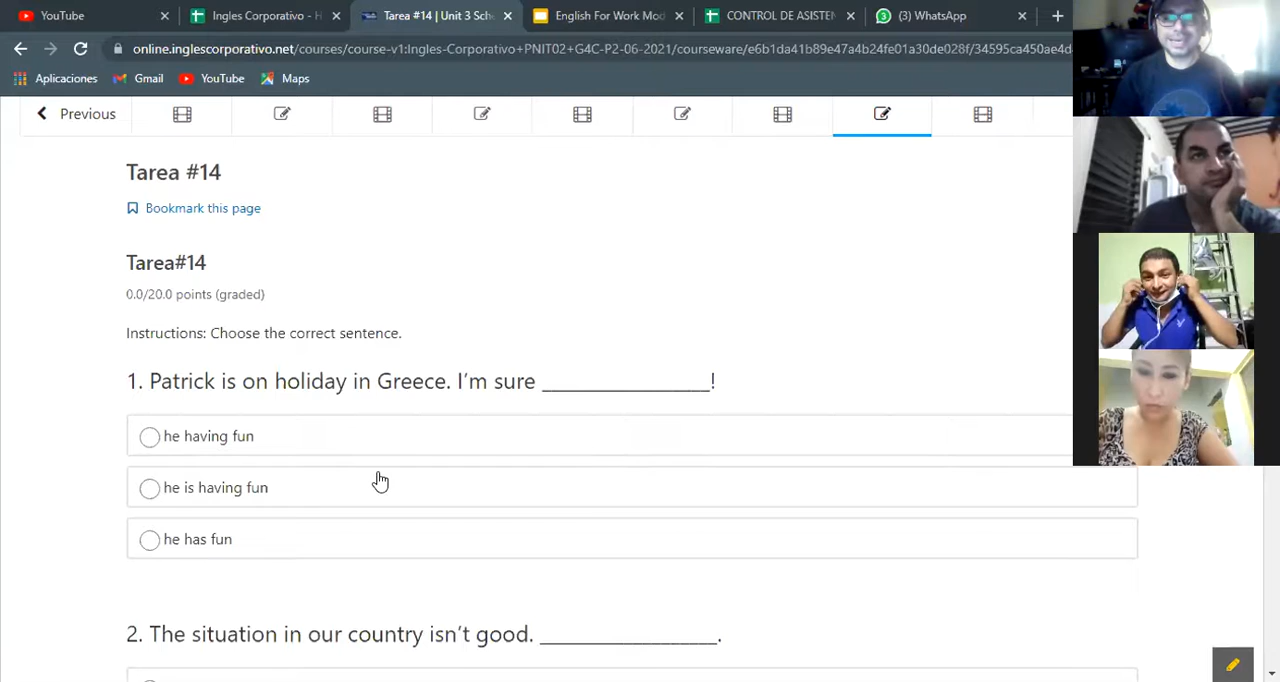 YouTube
Ingles Corporativo - H
Tarea #14 | Unit 3 Sche
English For Work Mod
CONTROL DE ASISTEN
(3) WhatsApp
online.inglescorporativo.net/courses/course-v1:Ingles-Corporativo+PNIT02+G4C-P2-06-2021/courseware/e6b1da41b89e47a4b24fe01a30de028f/34595ca450ae4d
Aplicaciones
Gmail
YouTube
Maps
Previous
Tarea #14
Bookmark this page
Tarea#14
0.0/20.0 points (graded)
Instructions: Choose the correct sentence.
1. Patrick is on holiday in Greece. I'm sure ________________!
he having fun
he is having fun
he has fun
2. The situation in our country isn't good. _________________.